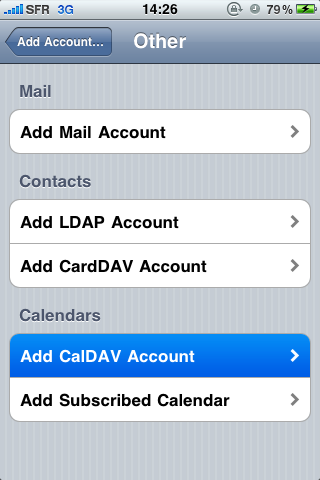 SFR 3G 14:26 79%
Add Account... Other
Mail
Add Mail Account
Contacts
Add LDAP Account
Add CardDAV Account
Calendars
Add CalDAV Account
Add Subscribed Calendar